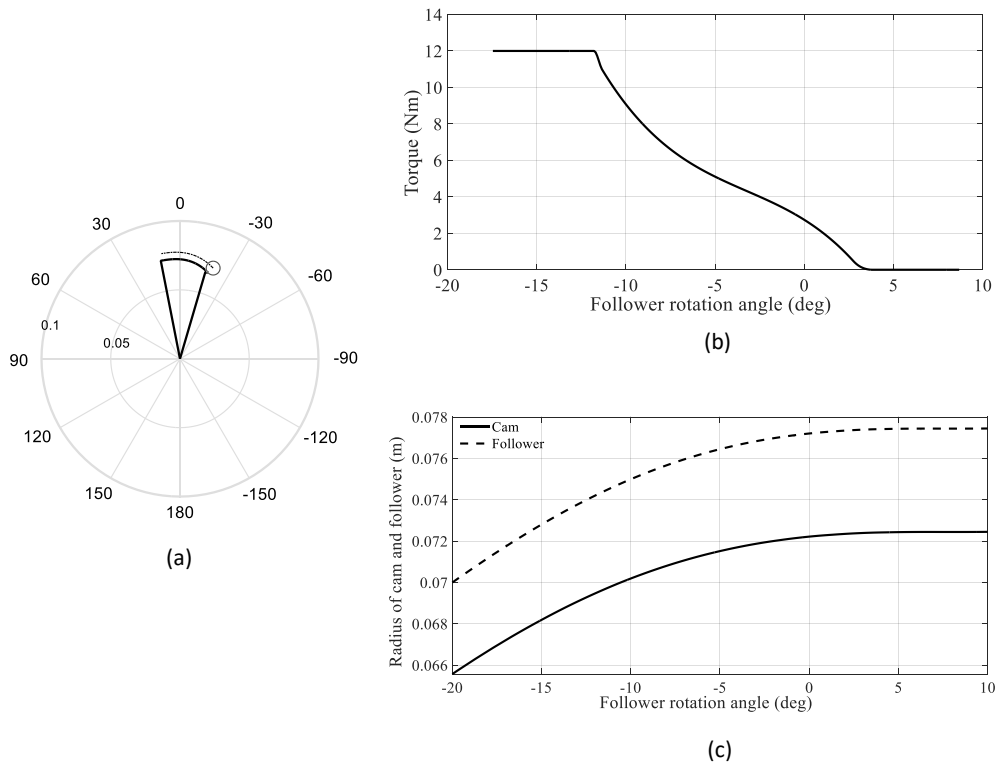 0
30
-30
60
-60
0.1
0.05
90
-90
120
-120
150
-150
180
(a)
14
12
10
8
6
4
2
0
Torque (Nm)
-20 -15 -10 -5 0 5 10
Follower rotation angle (deg)
(b)
0.078
0.076
0.074
0.072
0.07
0.068
0.066
Radius of cam and follower (m)
Cam
Follower
-20 -15 -10 -5 0 5 10
Follower rotation angle (deg)
(c)